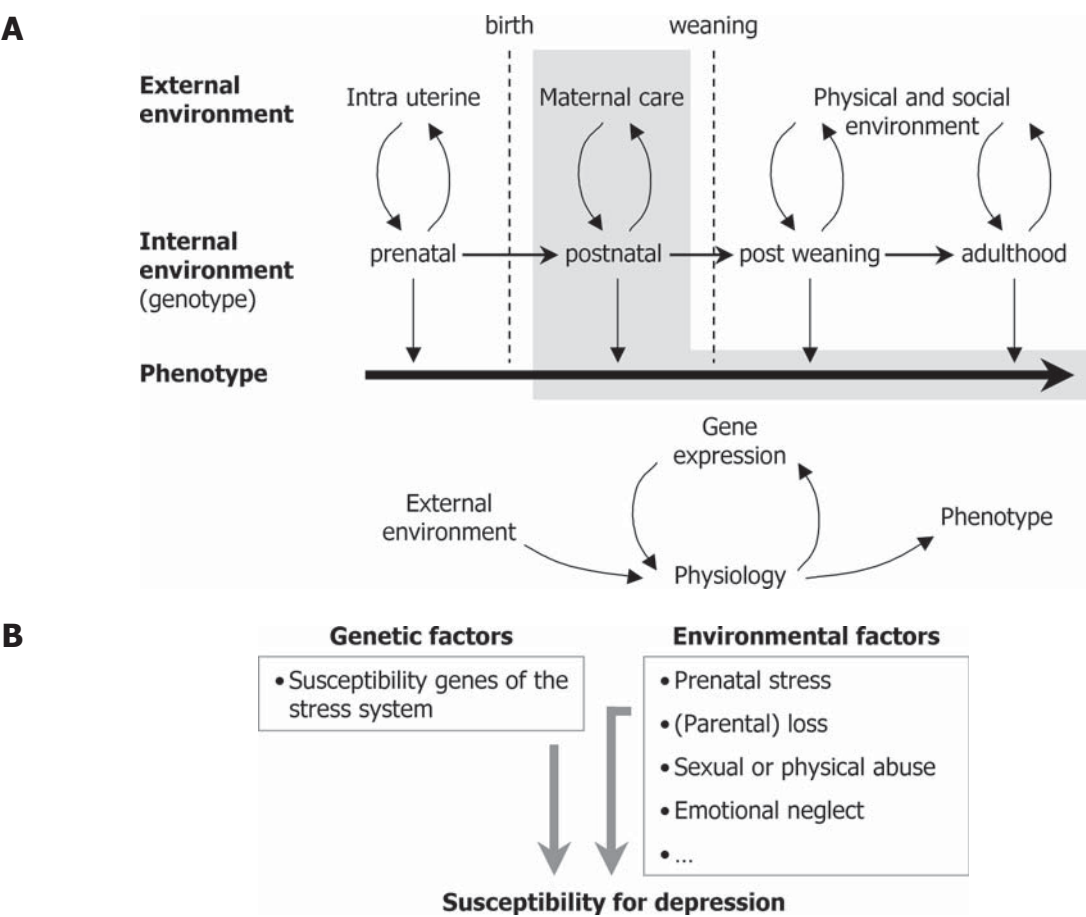 A
birth
weaning
External
environment
Intra uterine
Maternal care
Physical and social
environment
Internal
environment
(genotype)
prenatal
postnatal
post weaning
adulthood
Phenotype
Gene
expression
External
environment
Phenotype
Physiology
B
Genetic factors
• Susceptibility genes of the
stress system
Environmental factors
• Prenatal stress
• (Parental) loss
• Sexual or physical abuse
• Emotional neglect
• ...
Susceptibility for depression